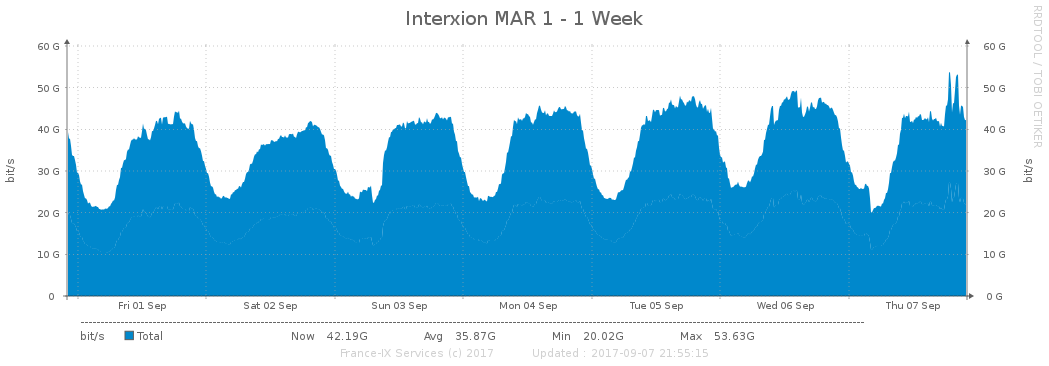 Interxion MAR 1 - 1 Week
RRDTOOL / TOBI OETIKER
bit/s
60 G
50 G
40 G
30 G
20 G
10 G
0
60 G
50 G
40 G
30 G
20 G
10 G
0 G
bit/s
Fri 01 Sep Sat 02 Sep Sun 03 Sep Mon 04 Sep Tue 05 Sep Wed 06 Sep Thu 07 Sep
bit/s Total Now 42.19G Avg 35.87G Min 20.02G Max 53.63G
France-IX Services (c) 2017 Updated : 2017-09-07 21:55:15